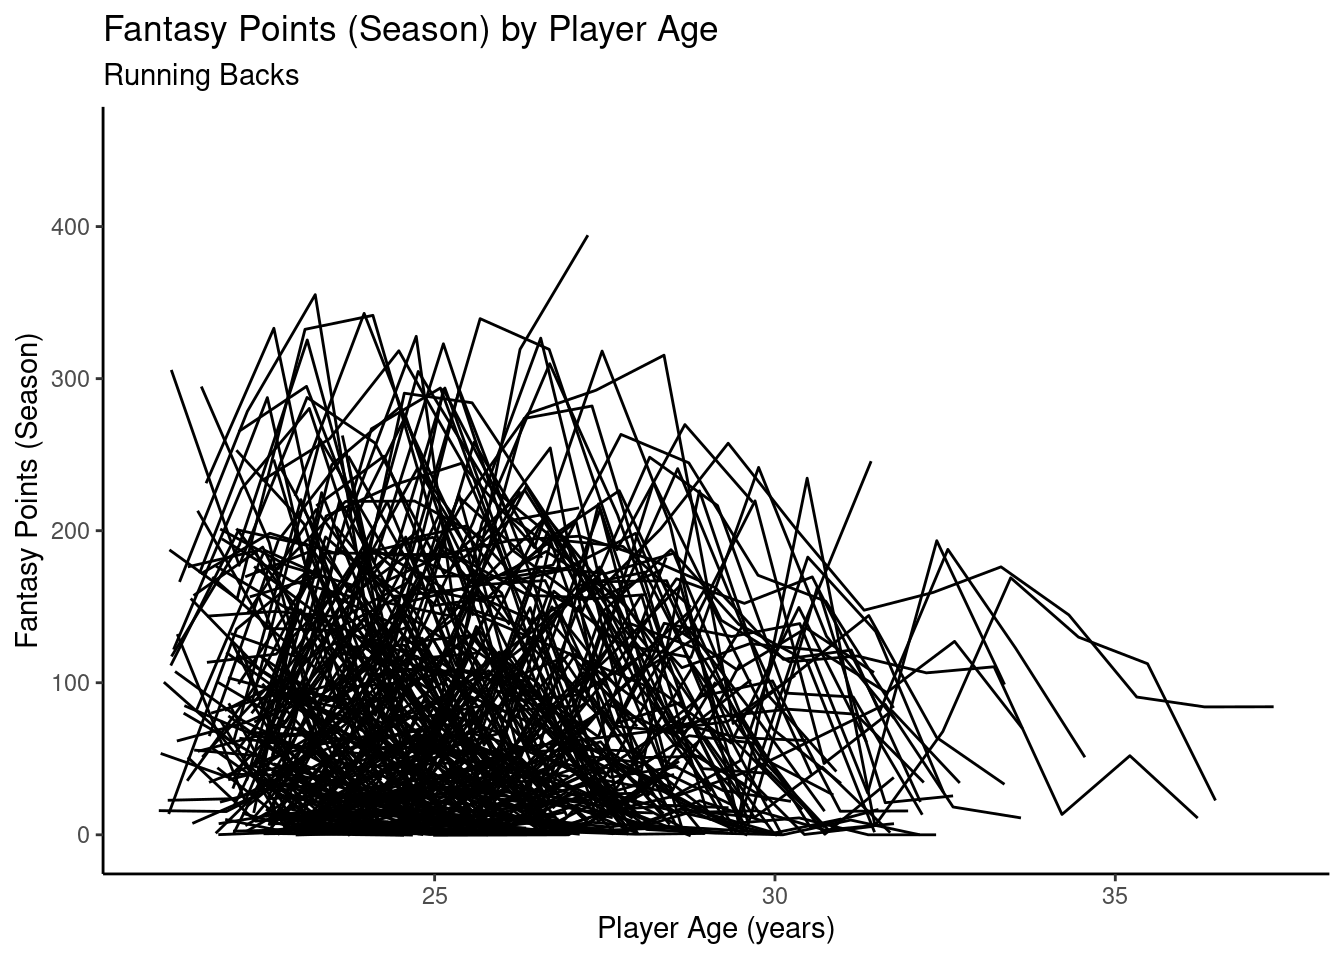 Fantasy Points (Season) by Player Age
Running Backs
Fantasy Points (Season)
400
300
200
100
0
25
30
35
Player Age (years)